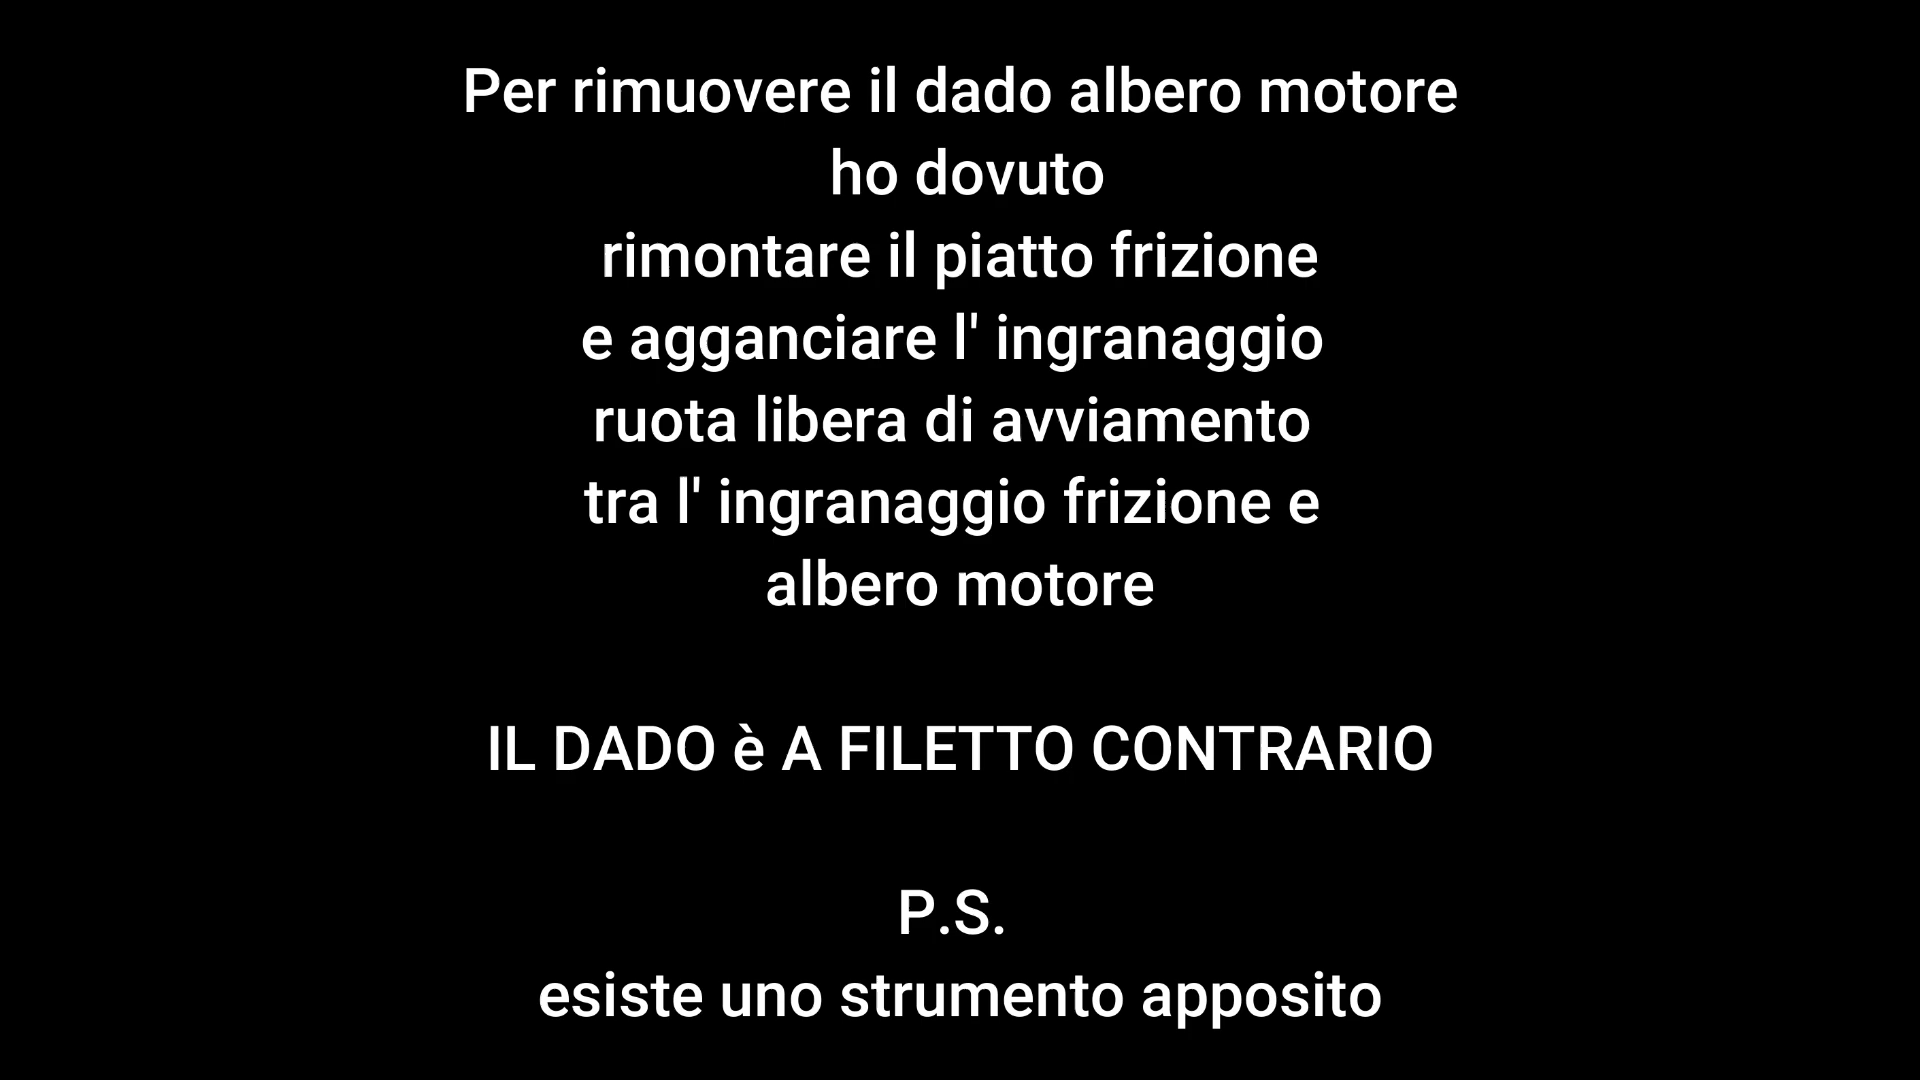 Per rimuovere il dado albero motore
ho dovuto
rimontare il piatto frizione
e agganciare l' ingranaggio
ruota libera di avviamento
tra l' ingranaggio frizione e
albero motore
IL DADO è A FILETTO CONTRARIO
P.S.
esiste uno strumento apposito